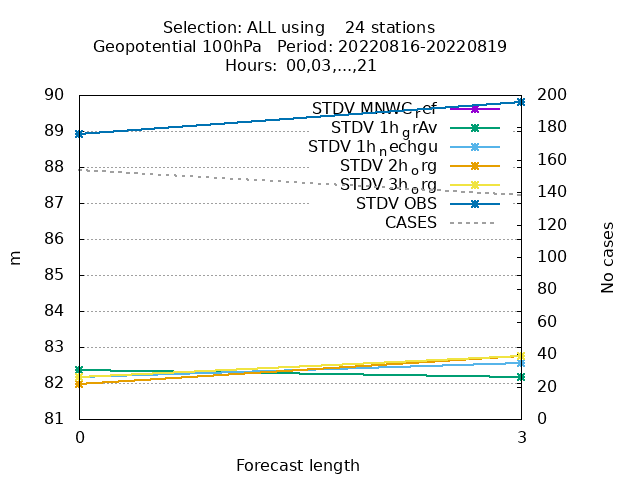 Selection: ALL using    24 stations
Geopotential 100hPa   Period: 20220816-20220819
Hours: 00,03,...,21
90 200
STDV MNWC_ref
STDV 1h_grAv
89 180
STDV 1h_nechgu
88 160
STDV 2h_org
STDV 3h_org
87 140
STDV OBS
CASES
86 120
85 100
84 80
83 60
82 40
81 20
0
m
No cases
0 3
Forecast length